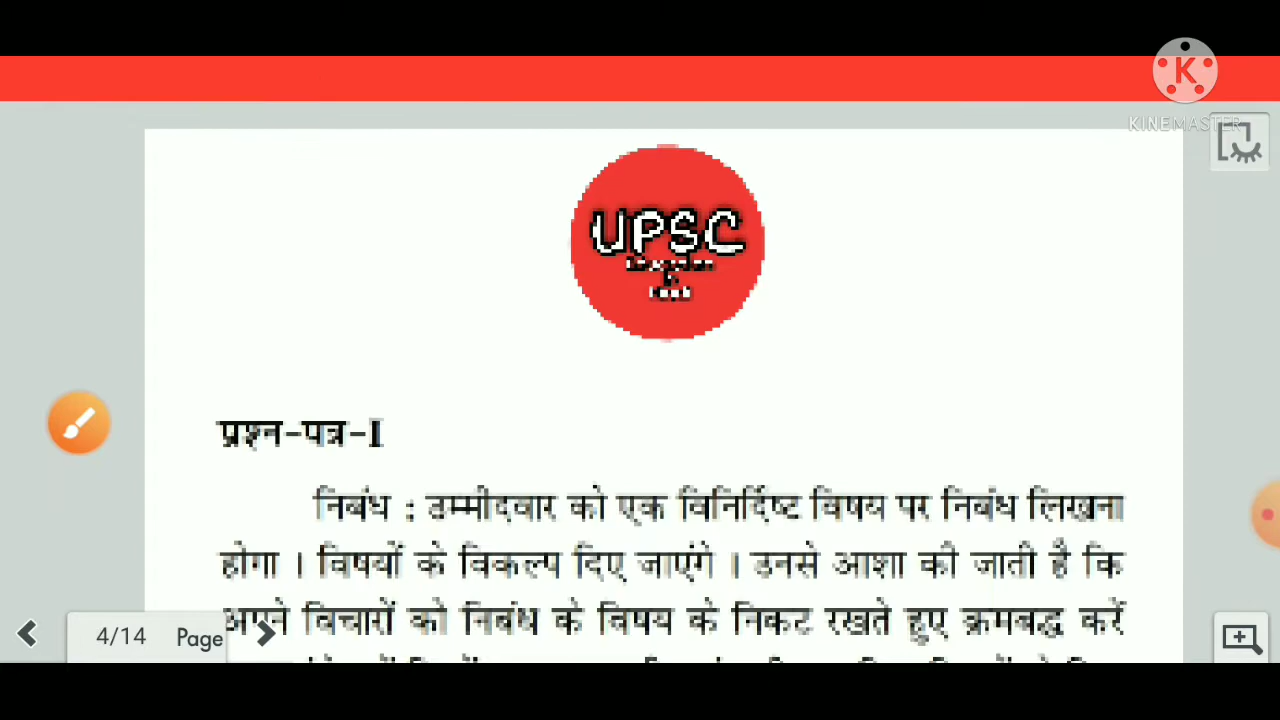 K
KINEMASTER
UPSC
प्रश्न-पत्र-I
निबंध : उम्मीदवार को एक विनिर्दिष्ट विषय पर निबंध लिखना
होगा । विषयों के विकल्प दिए जाएंगे । उनसे आशा की जाती है कि
अपने विचारों को निबंध के विषय के निकट रखते हुए क्रमबद्ध करें
4/14 Page